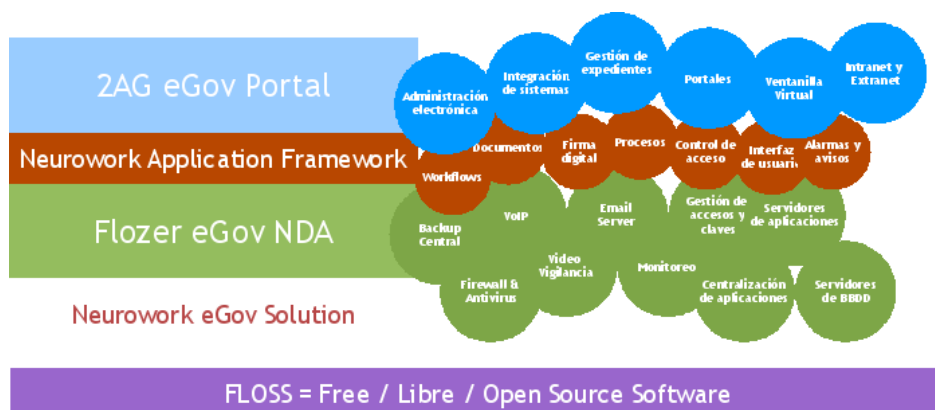 2AG eGov Portal
Administración
electrónica
Integración
de sistemas
Gestión de
expedientes
Portales
Ventanilla
Virtual
Intranet y
Extranet
Neurowork Application Framework
Workflows
Documentos
Firma
digital
Procesos
Control de
acceso
Interfaz
de usuario
Alarmas y
avisos
Flozer eGov NDA
Backup
Central
VoIP
Email
Server
Gestión de
accesos y
claves
Servidores
de aplicaciones
Firewall &
Antivirus
Video
Vigilancia
Monitoreo
Centralización
de aplicaciones
Servidores
de BBDD
Neurowork eGov Solution
FLOSS = Free / Libre / Open Source Software